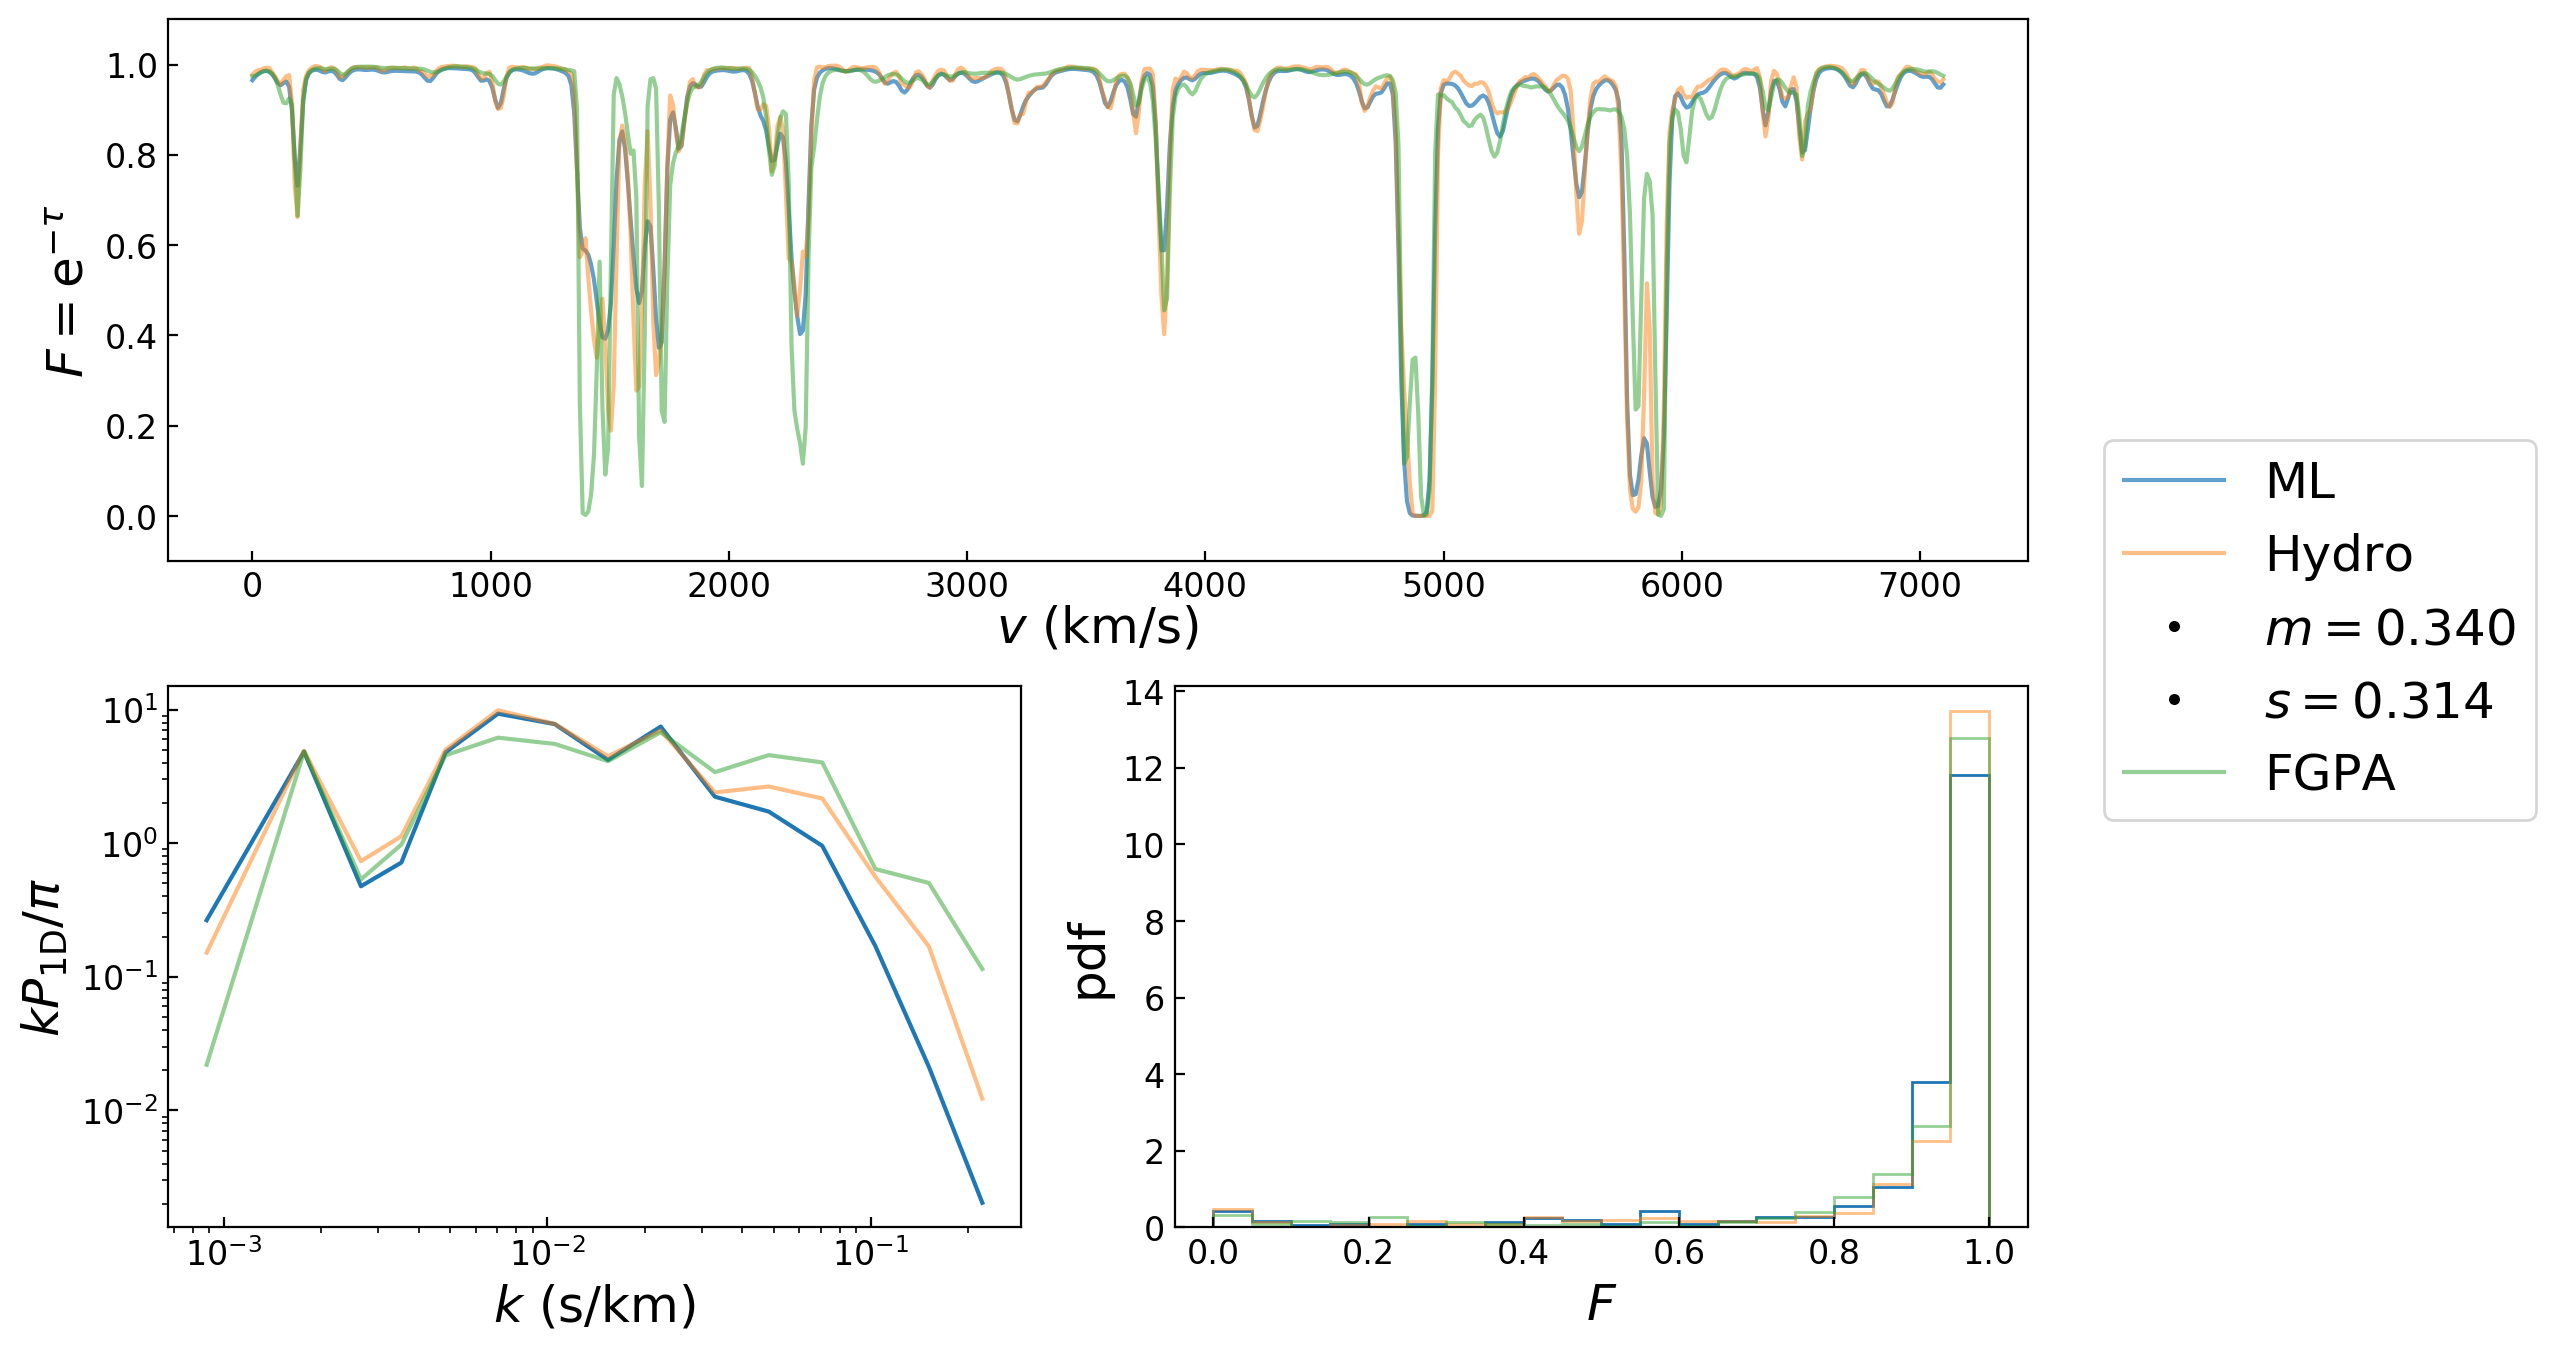 1.0
0.8
0.6
0.4
0.2
0.0
F = e^{−τ}
0 1000 2000 3000 4000 5000 6000 7000
v (km/s)
ML
Hydro
m = 0.340
s = 0.314
FGPA
10^1
10^0
10^{−1}
10^{−2}
kP_{1D}/π
10^{−3} 10^{−2} 10^{−1}
k (s/km)
14
12
10
8
6
4
2
0
pdf
0.0 0.2 0.4 0.6 0.8 1.0
F